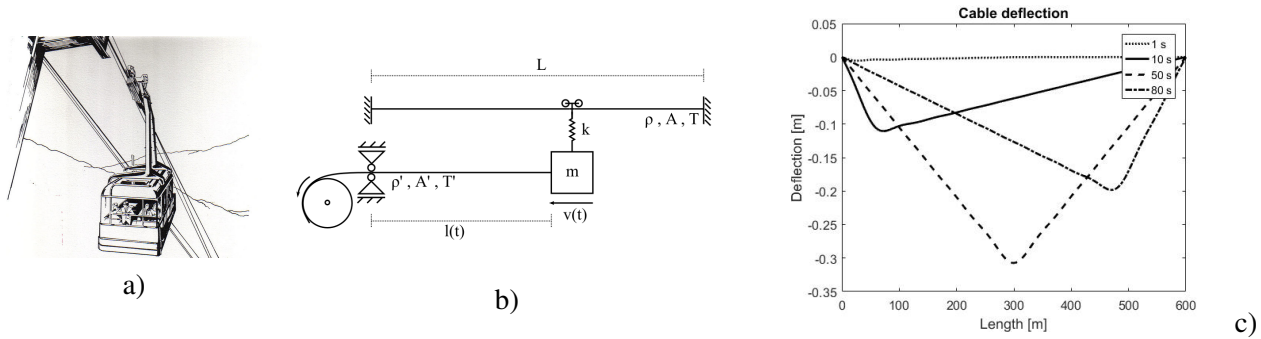 a)
L
k
ρ , A , T
m
ρ' , A' , T'
v(t)
l(t)
b)
Cable deflection
1 s
10 s
50 s
80 s
0.05
0
-0.05
-0.1
-0.15
-0.2
-0.25
-0.3
-0.35
Deflection [m]
0 100 200 300 400 500 600
Length [m]
c)